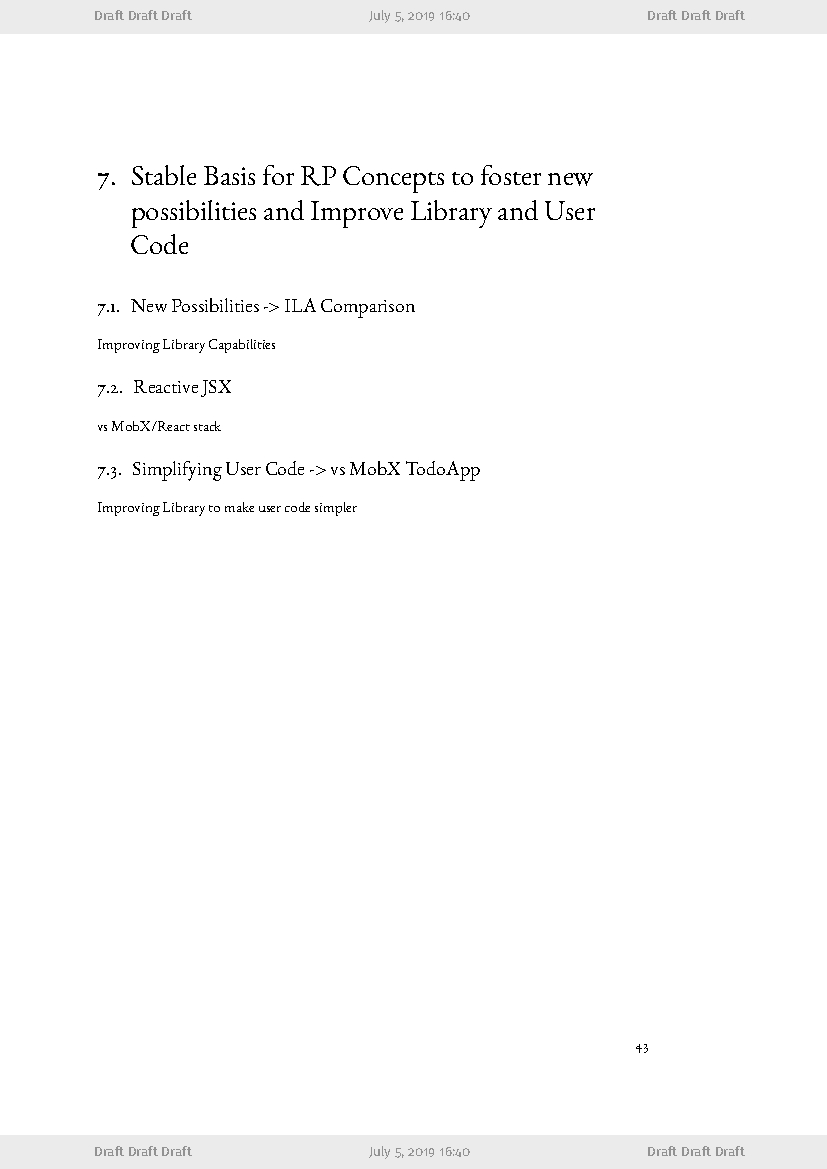 Draft Draft Draft July 5, 2019 16:40 Draft Draft Draft
7. Stable Basis for RP Concepts to foster new
possibilities and Improve Library and User
Code
7.1. New Possibilities -> ILA Comparison
Improving Library Capabilities
7.2. Reactive JSX
vs MobX/React stack
7.3. Simplifying User Code -> vs MobX TodoApp
Improving Library to make user code simpler
43
Draft Draft Draft July 5, 2019 16:40 Draft Draft Draft